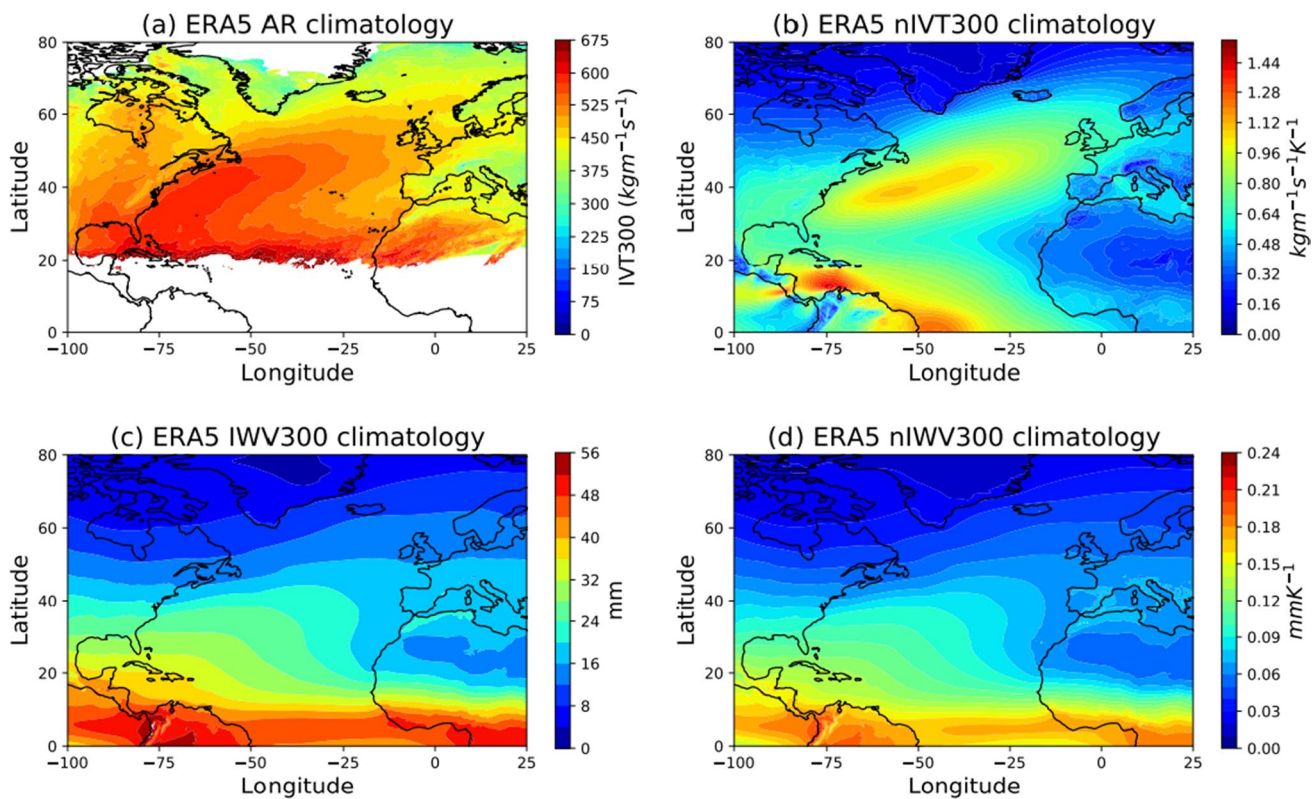 (a) ERA5 AR climatology
80
60
40
20
0
Latitude
−100 −75 −50 −25 0 25
Longitude
675
600
525
450
375
300
225
150
75
0
IVT300 (kgm⁻¹s⁻¹)
(b) ERA5 nIVT300 climatology
80
60
40
20
0
Latitude
−100 −75 −50 −25 0 25
Longitude
1.44
1.28
1.12
0.96
0.80
0.64
0.48
0.32
0.16
0.00
kgm⁻¹s⁻¹K⁻¹
(c) ERA5 IWV300 climatology
80
60
40
20
0
Latitude
−100 −75 −50 −25 0 25
Longitude
56
48
40
32
24
16
8
0
mm
(d) ERA5 nIWV300 climatology
80
60
40
20
0
Latitude
−100 −75 −50 −25 0 25
Longitude
0.24
0.21
0.18
0.15
0.12
0.09
0.06
0.03
0.00
mmK⁻¹